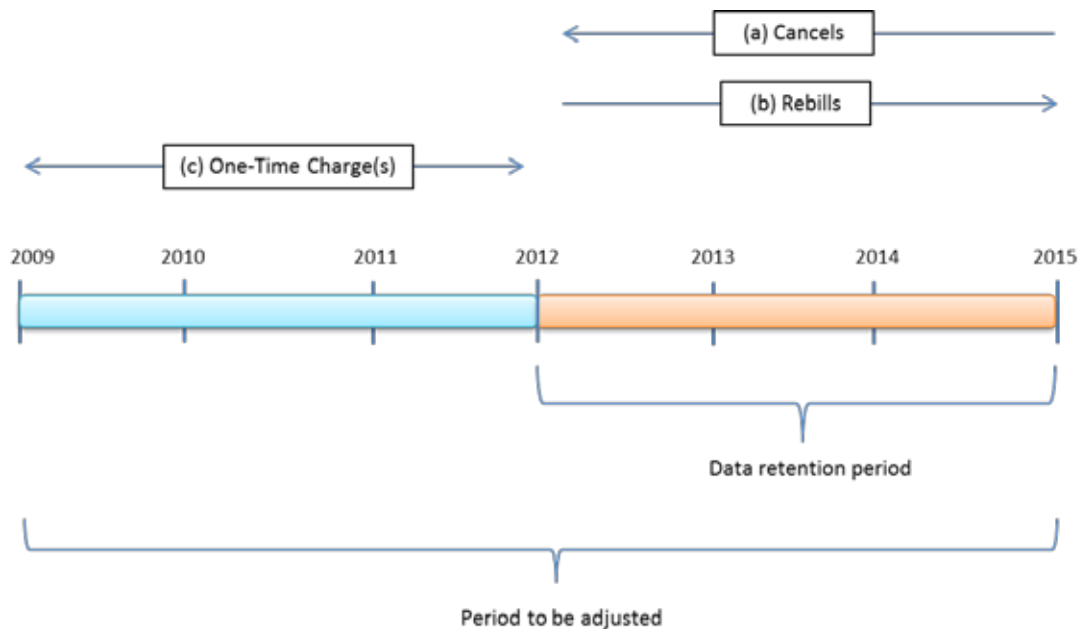 (a) Cancels
(b) Rebills
(c) One-Time Charge(s)
2009 2010 2011 2012 2013 2014 2015
Data retention period
Period to be adjusted